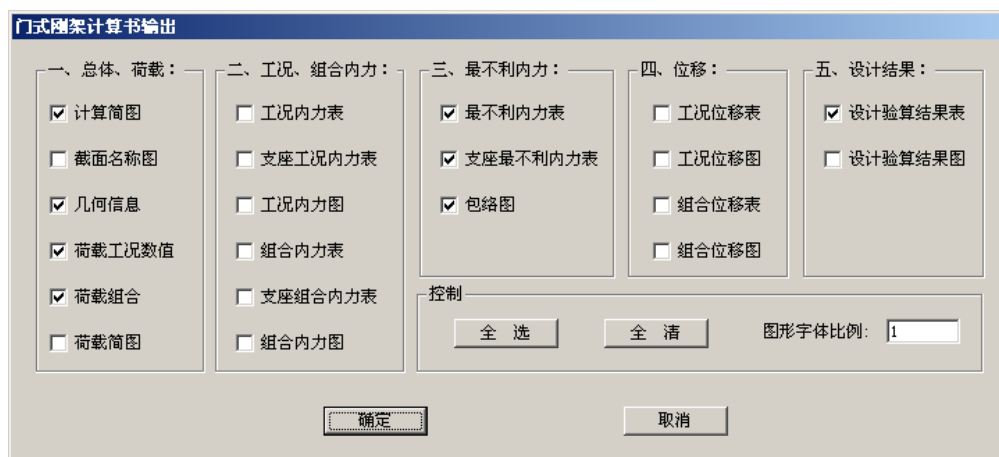 门式刚架计算书输出
一、总体、荷载：
计算简图
截面名称图
几何信息
荷载工况数值
荷载组合
荷载简图
二、工况、组合内力：
工况内力表
支座工况内力表
工况内力图
组合内力表
支座组合内力表
组合内力图
三、最不利内力：
最不利内力表
支座最不利内力表
包络图
四、位移：
工况位移表
工况位移图
组合位移表
组合位移图
五、设计结果：
设计验算结果表
设计验算结果图
控制
全 选
全 清
图形字体比例: 1
确定
取消